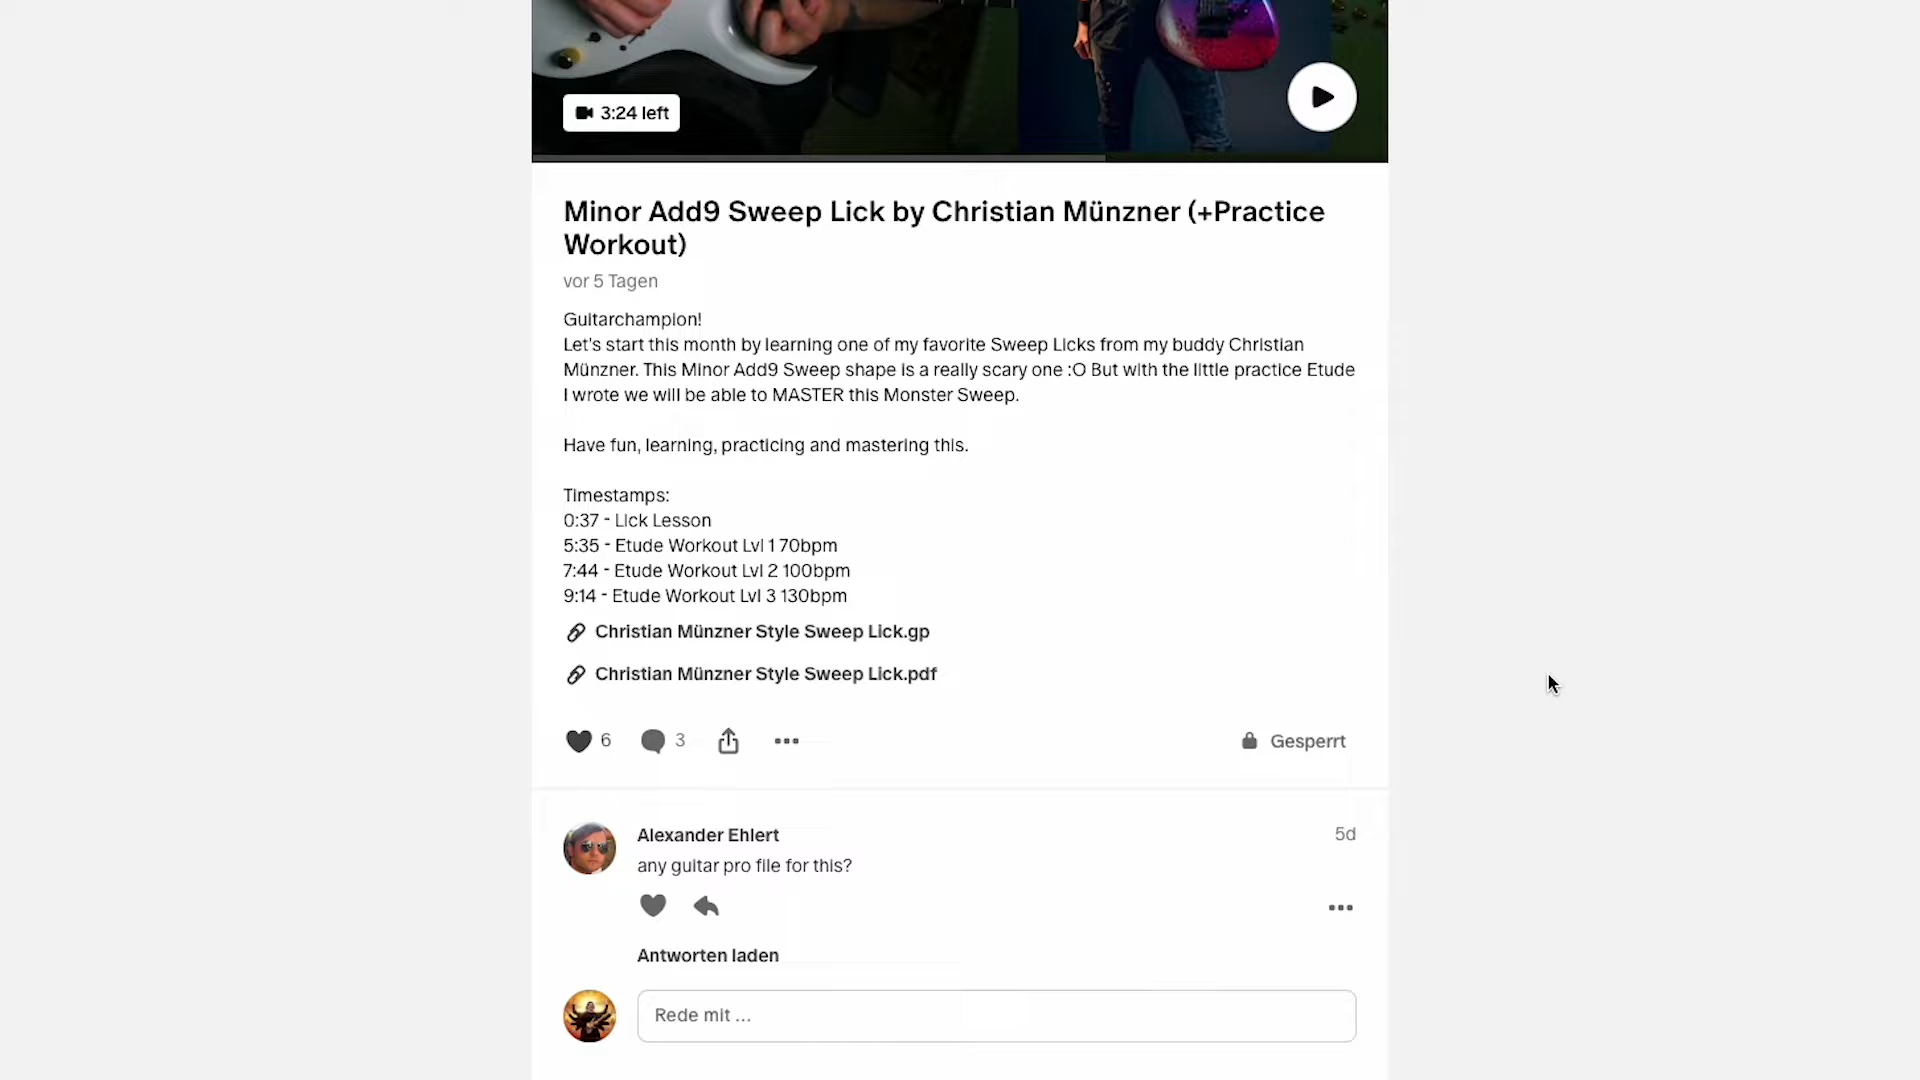 3:24 left
Minor Add9 Sweep Lick by Christian Münzner (+Practice
Workout)
vor 5 Tagen
Guitarchampion!
Let's start this month by learning one of my favorite Sweep Licks from my buddy Christian
Münzner. This Minor Add9 Sweep shape is a really scary one :O But with the little practice Etude
I wrote we will be able to MASTER this Monster Sweep.
Have fun, learning, practicing and mastering this.
Timestamps:
0:37 - Lick Lesson
5:35 - Etude Workout Lvl 1 70bpm
7:44 - Etude Workout Lvl 2 100bpm
9:14 - Etude Workout Lvl 3 130bpm
Christian Münzner Style Sweep Lick.gp
Christian Münzner Style Sweep Lick.pdf
6 3 Gesperrt
Alexander Ehlert 5d
any guitar pro file for this?
Antworten laden
Rede mit ...